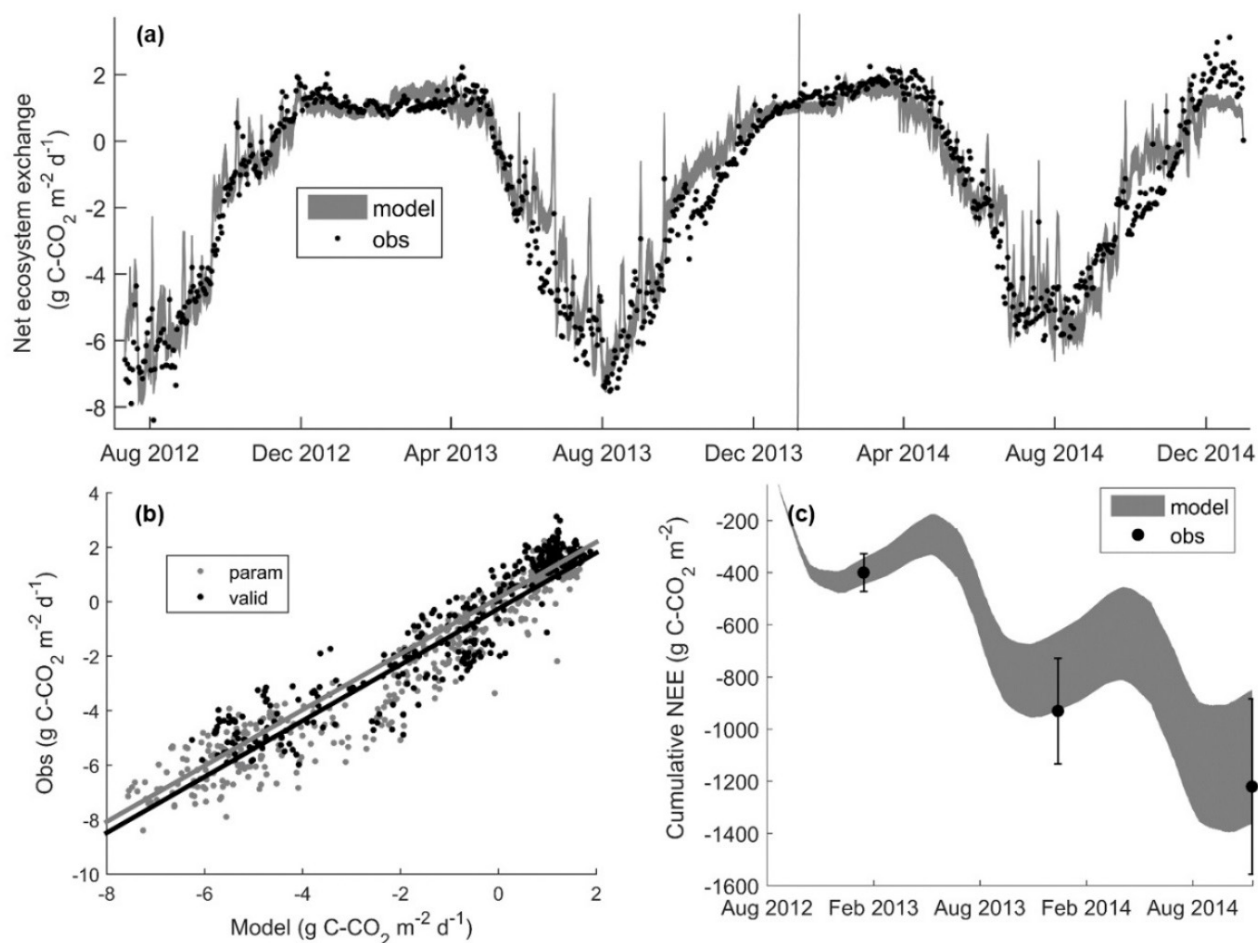 (a)
Net ecosystem exchange
(g C-CO2 m-2 d-1)
2
0
-2
-4
-6
-8
model
obs
Aug 2012 Dec 2012 Apr 2013 Aug 2013 Dec 2013 Apr 2014 Aug 2014 Dec 2014
(b)
Obs (g C-CO2 m-2 d-1)
4
2
0
-2
-4
-6
-8
-10
param
valid
-8 -6 -4 -2 0 2
Model (g C-CO2 m-2 d-1)
(c)
Cumulative NEE (g C-CO2 m-2)
-200
-400
-600
-800
-1000
-1200
-1400
-1600
model
obs
Aug 2012 Feb 2013 Aug 2013 Feb 2014 Aug 2014